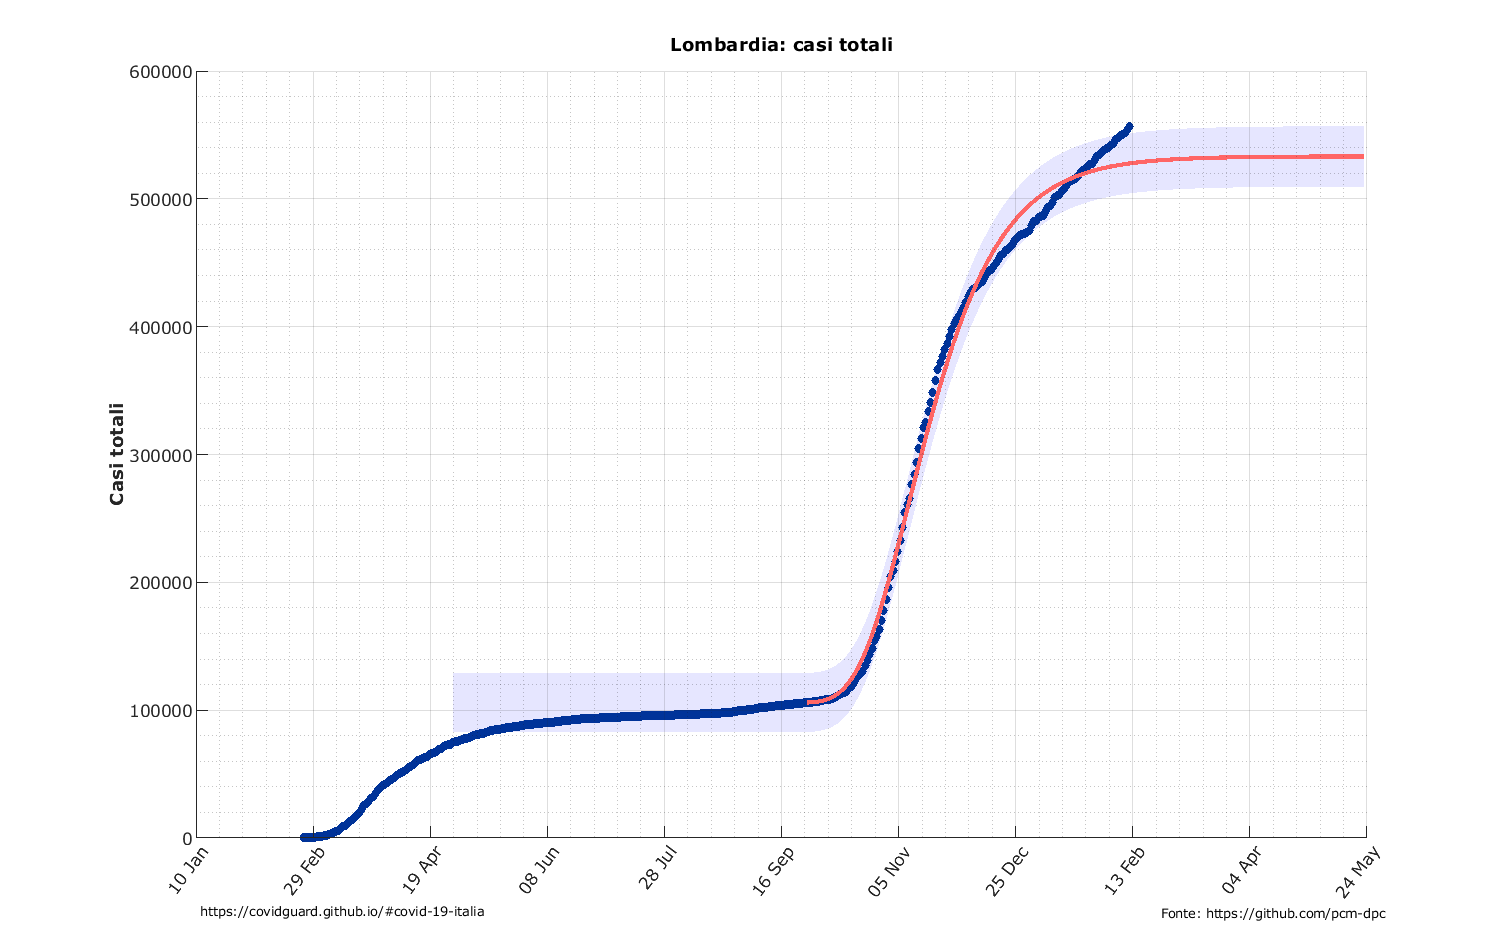 Lombardia: casi totali
600000
500000
400000
300000
200000
100000
0
Casi totali
10 Jan
29 Feb
19 Apr
08 Jun
28 Jul
16 Sep
05 Nov
25 Dec
13 Feb
04 Apr
24 May
https://covidguard.github.io/#covid-19-italia
Fonte: https://github.com/pcm-dpc